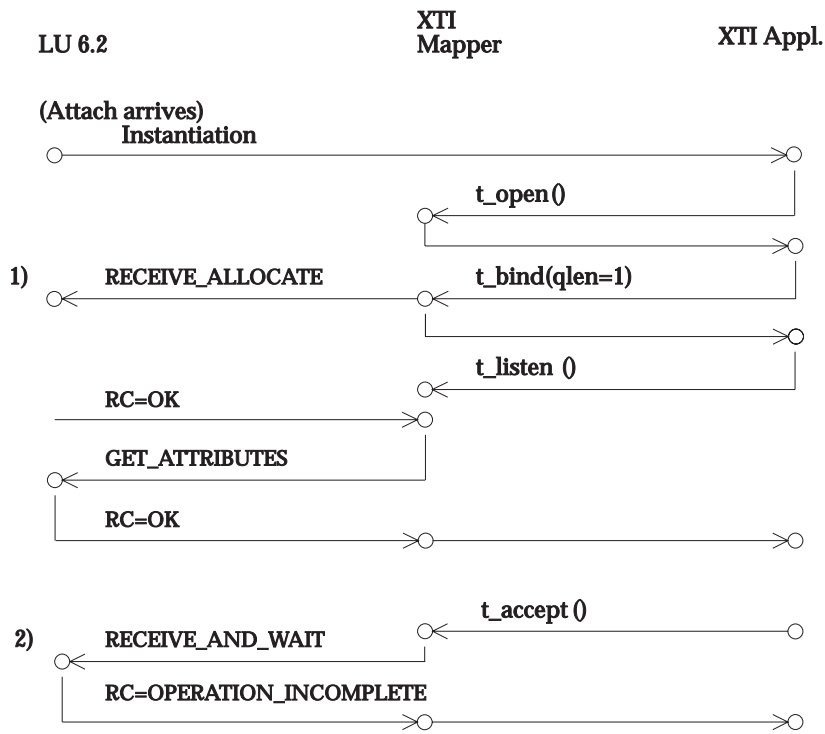 LU 6.2
XTI
Mapper
XTI Appl.
(Attach arrives)
Instantiation
t_open()
1) RECEIVE_ALLOCATE t_bind(qlen=1)
t_listen ()
RC=OK
GET_ATTRIBUTES
RC=OK
t_accept ()
2) RECEIVE_AND_WAIT
RC=OPERATION_INCOMPLETE